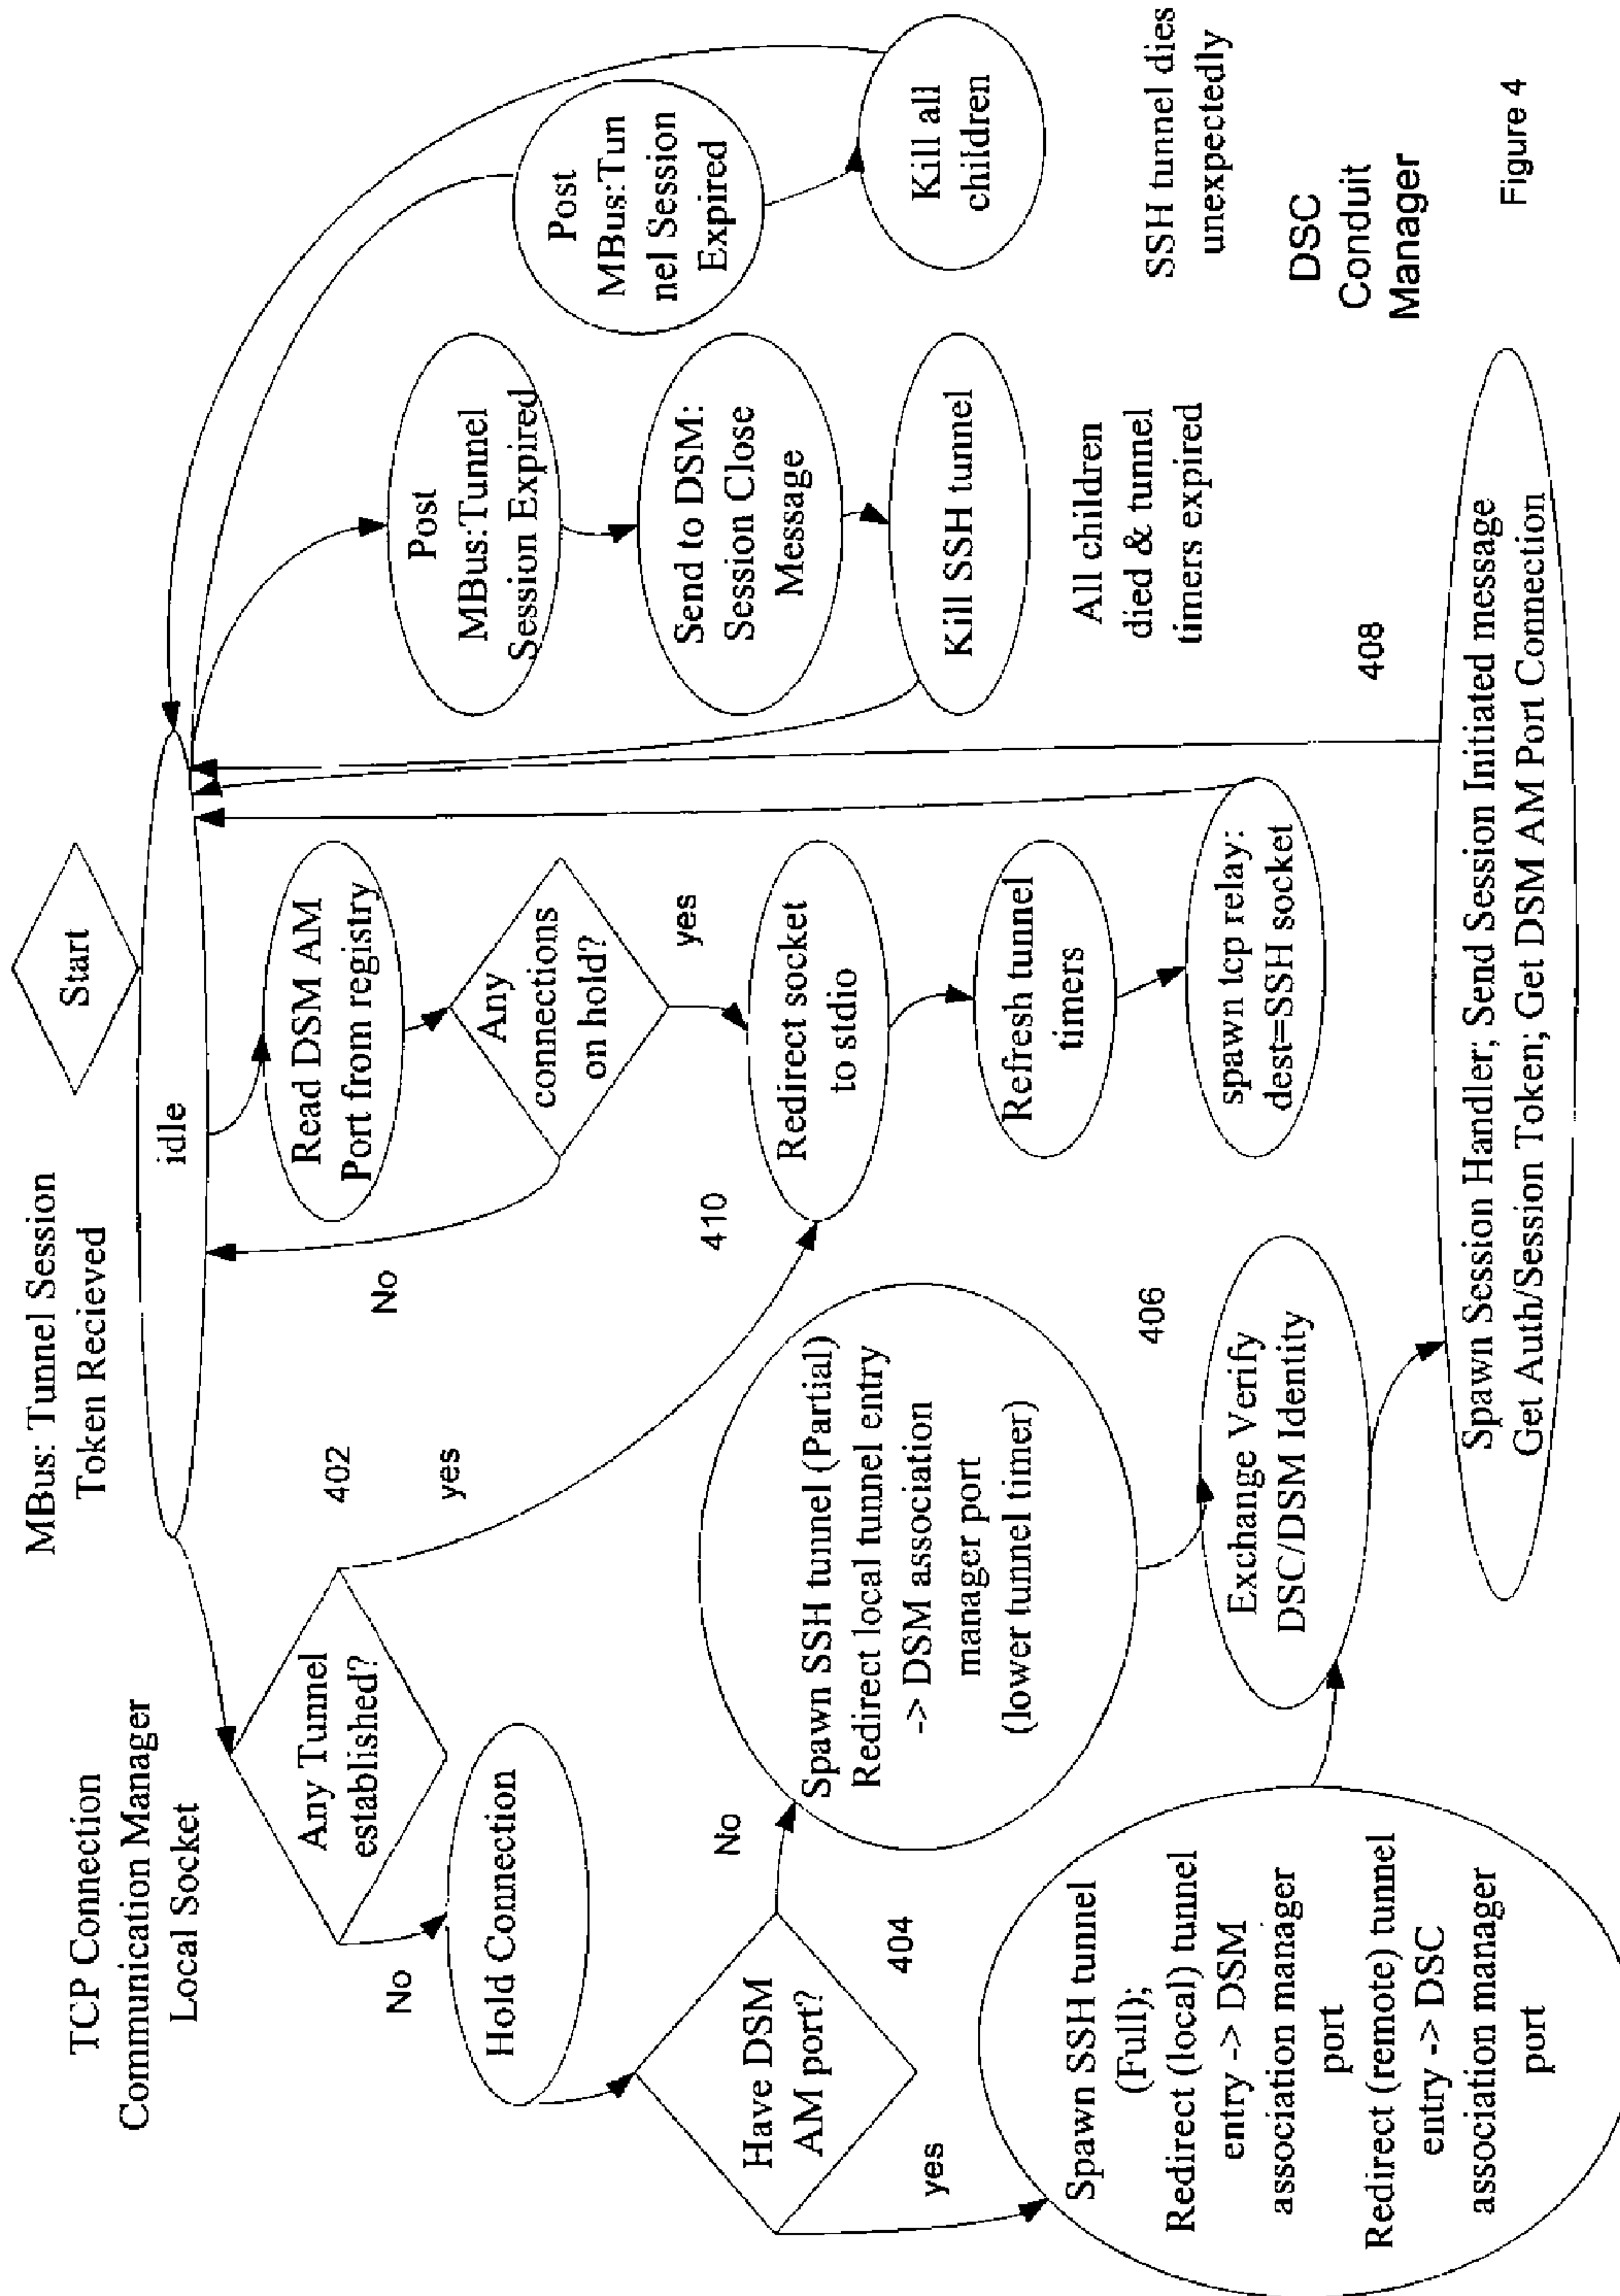 TCP Connection
Communication Manager
Local Socket
MBus: Tunnel Session
Token Recieved
Start
idle
Any Tunnel
established?
402
yes
No
Hold Connection
Have DSM
AM port?
404
No
yes
Spawn SSH tunnel
(Full);
Redirect (local) tunnel
entry -> DSM
association manager
port
Redirect (remote) tunnel
entry -> DSC
association manager
port
Spawn SSH tunnel (Partial)
Redirect local tunnel entry
-> DSM association
manager port
(lower tunnel timer)
406
Exchange Verify
DSC/DSM Identity
Read DSM AM
Port from registry
Any
connections
on hold?
No
yes
410
Redirect socket
to stdio
Refresh tunnel
timers
spawn tcp relay:
dest=SSH socket
408
Spawn Session Handler; Send Session Initiated message
Get Auth/Session Token; Get DSM AM Port Connection
Post
MBus:Tunnel
Session Expired
Send to DSM:
Session Close
Message
Kill SSH tunnel
All children
died & tunnel
timers expired
Post
MBus:Tun
nel Session
Expired
Kill all
children
SSH tunnel dies
unexpectedly
DSC
Conduit
Manager
Figure 4